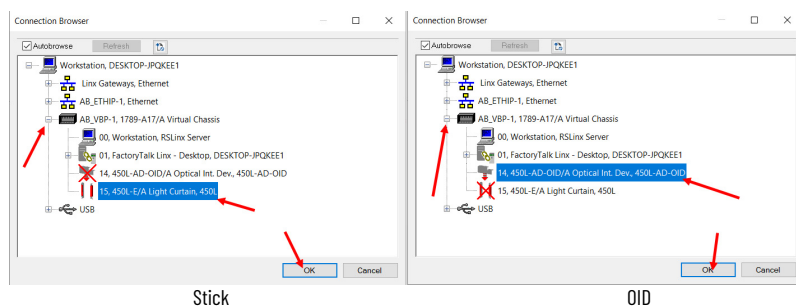 Connection Browser
Autobrowse Refresh
Workstation, DESKTOP-JPQKEE1
Linx Gateways, Ethernet
AB_ETHIP-1, Ethernet
AB_VBP-1, 1789-A17/A Virtual Chassis
00, Workstation, RSLinx Server
01, FactoryTalk Linx - Desktop, DESKTOP-JPQKEE1
14, 450L-AD-OID/A Optical Int. Dev., 450L-AD-OID
15, 450L-E/A Light Curtain, 450L
USB
OK Cancel
Stick
Connection Browser
Autobrowse Refresh
Workstation, DESKTOP-JPQKEE1
Linx Gateways, Ethernet
AB_ETHIP-1, Ethernet
AB_VBP-1, 1789-A17/A Virtual Chassis
00, Workstation, RSLinx Server
01, FactoryTalk Linx - Desktop, DESKTOP-JPQKEE1
14, 450L-AD-OID/A Optical Int. Dev., 450L-AD-OID
15, 450L-E/A Light Curtain, 450L
USB
OK Cancel
OID